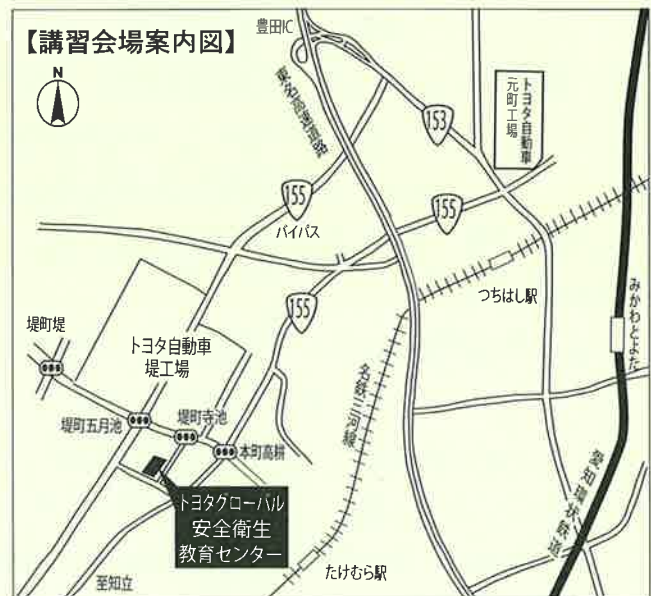 【講習会場案内図】
N
豊田IC
東名高速道路
153
トヨタ自動車
元町工場
155
バイパス
155
155
つちはし駅
みかわとよた
堤町堤
トヨタ自動車
堤工場
名鉄三河線
堤町五月池
堤町寺池
本町高耕
愛知環状鉄道
トヨタグローバル
安全衛生
教育センター
たけむら駅
至知立